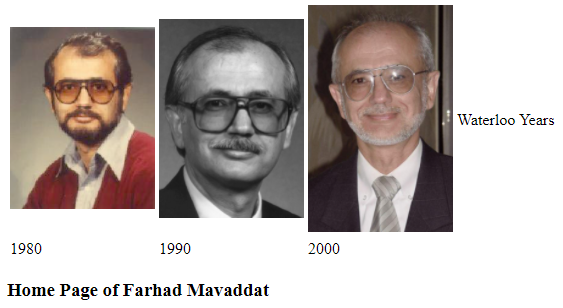 Waterloo Years
1980 1990 2000
Home Page of Farhad Mavaddat